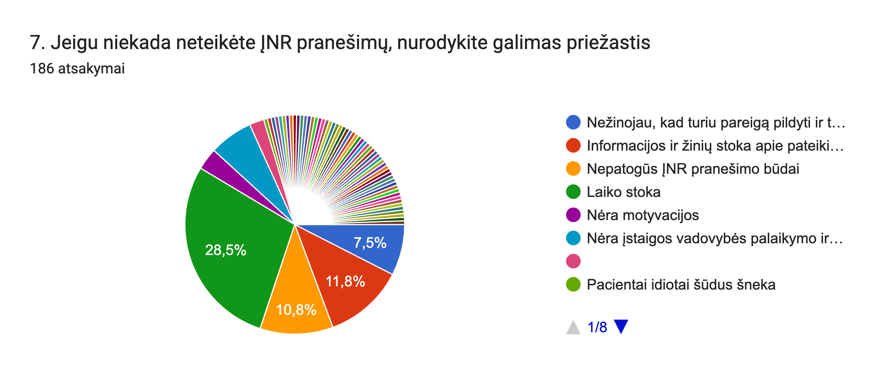 7. Jeigu niekada neteikėte ĮNR pranešimų, nurodykite galimas priežastis
186 atsakymai
7,5%
11,8%
10,8%
28,5%
Nežinojau, kad turiu pareigą pildyti ir t…
Informacijos ir žinių stoka apie pateiki…
Nepatogūs ĮNR pranešimo būdai
Laiko stoka
Nėra motyvacijos
Nėra įstaigos vadovybės palaikymo ir…
Pacientai idiotai šūdus šneka
1/8